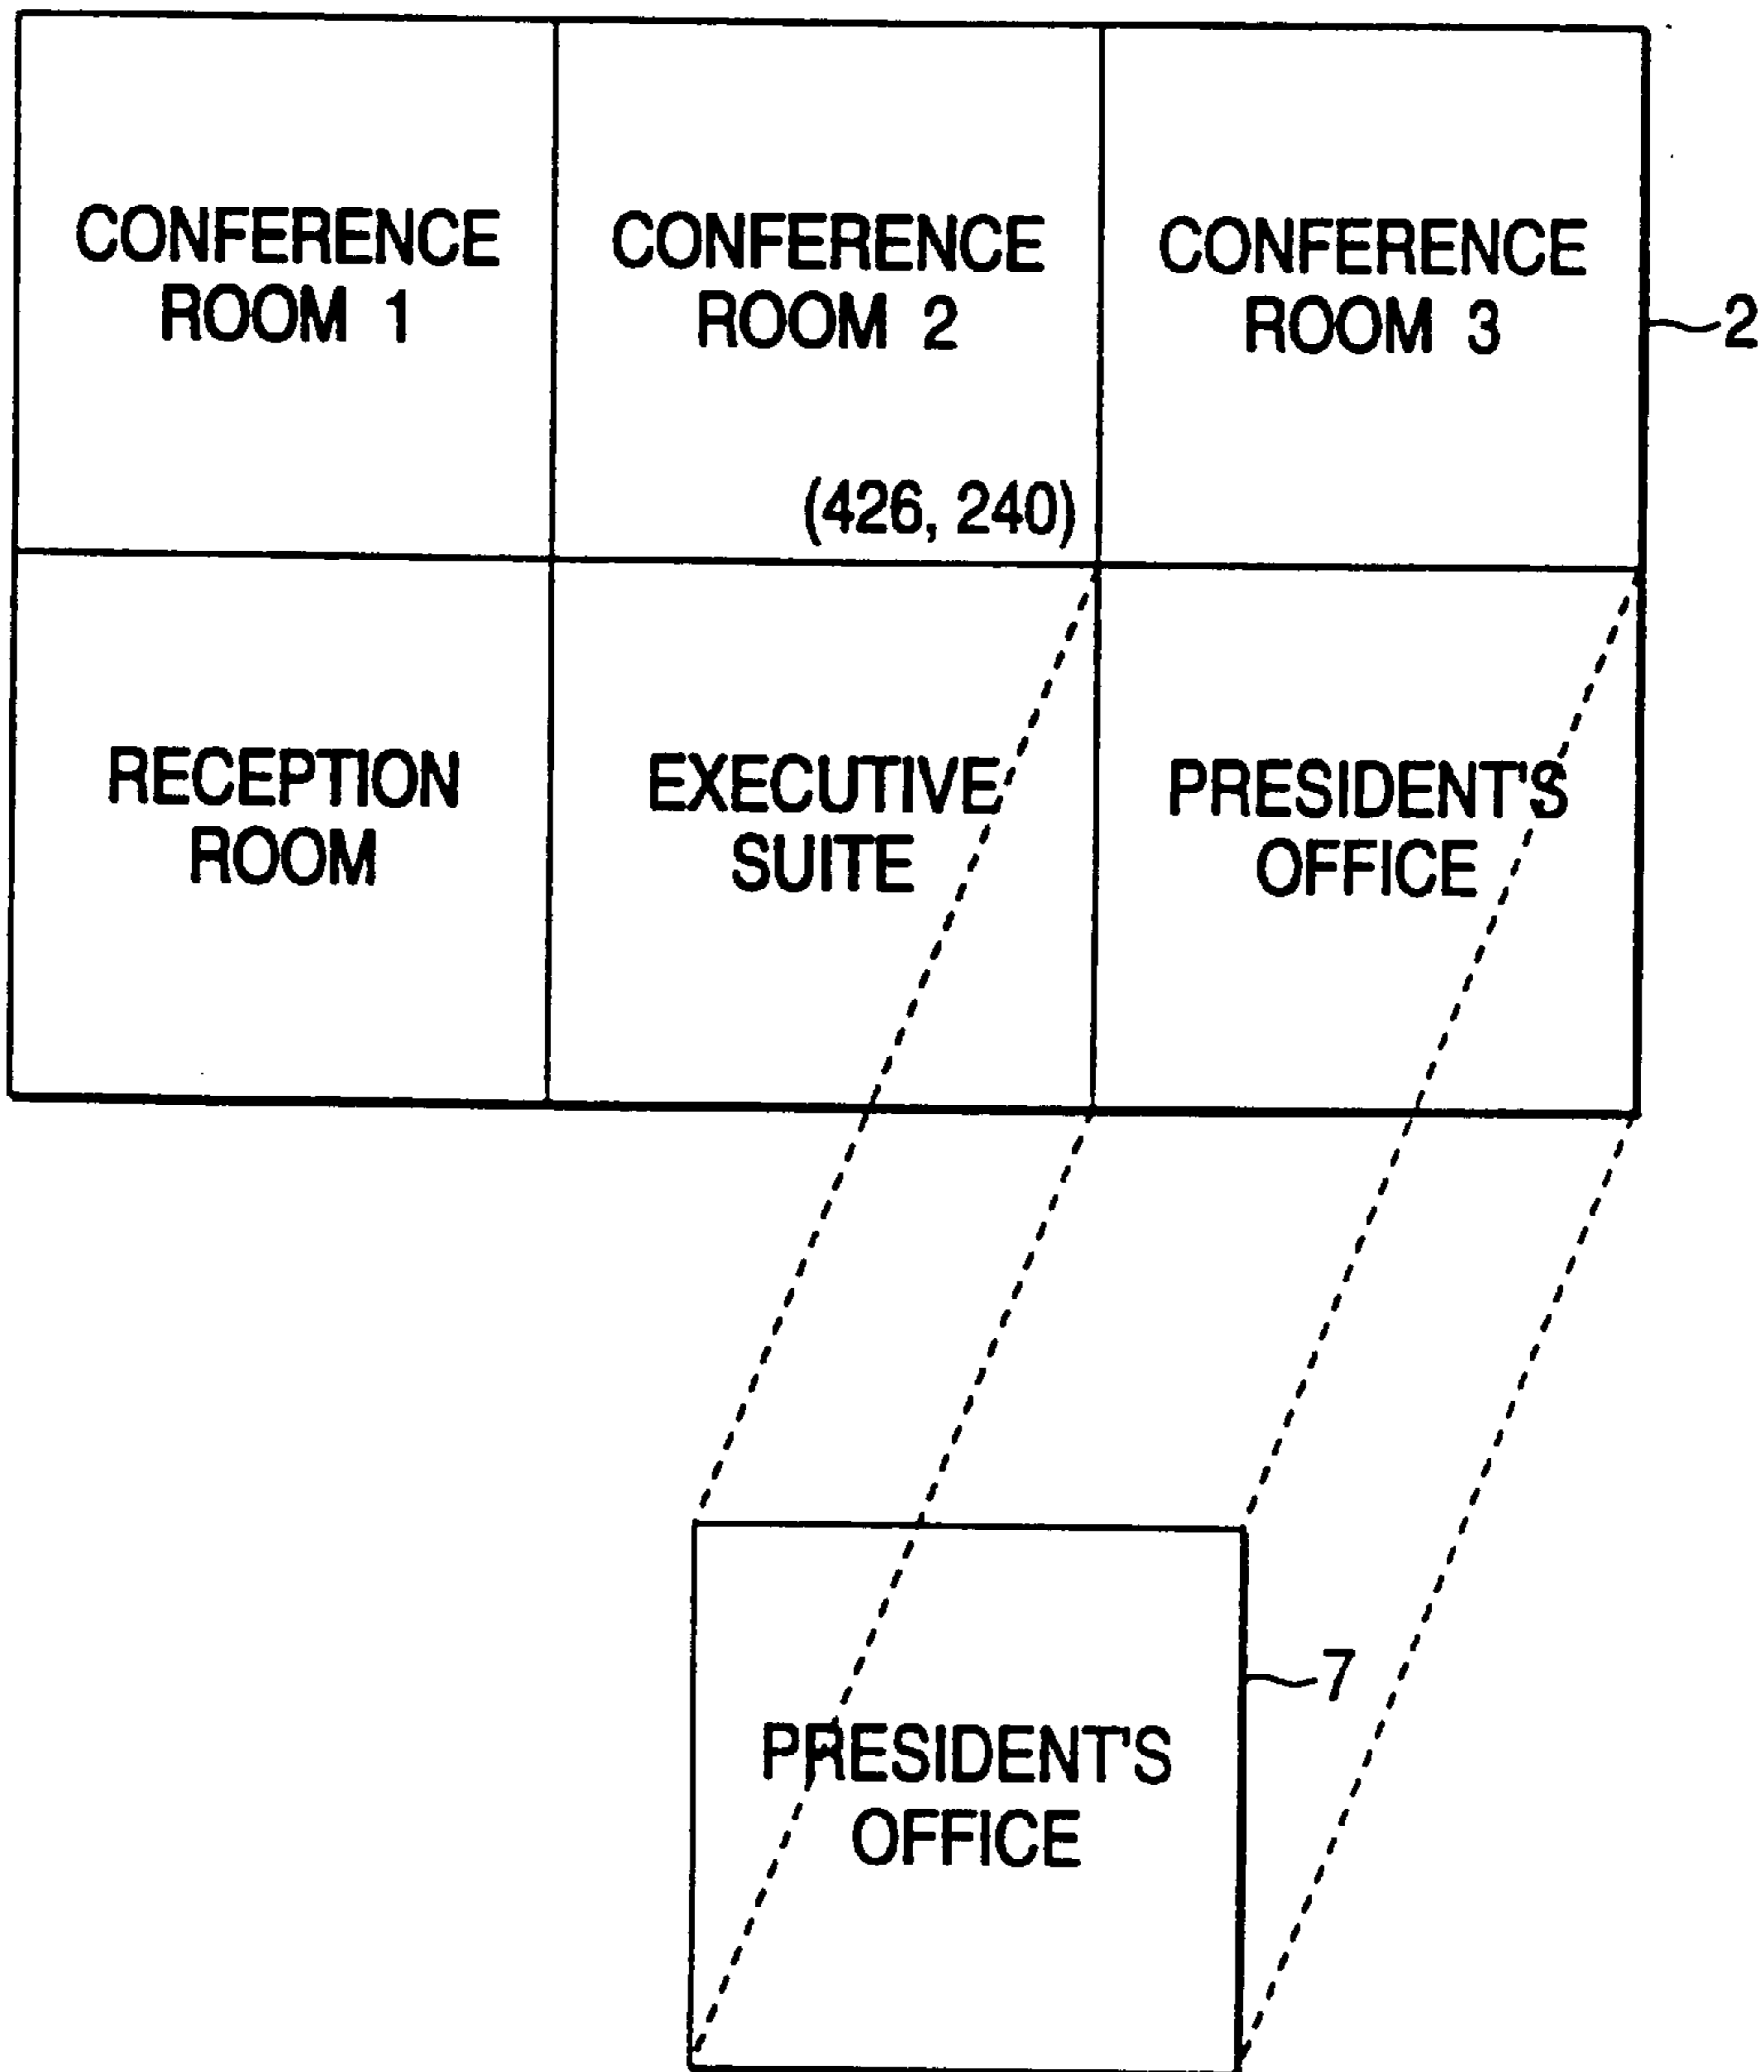 CONFERENCE
ROOM 1
CONFERENCE
ROOM 2
CONFERENCE
ROOM 3
2
(426, 240)
RECEPTION
ROOM
EXECUTIVE
SUITE
PRESIDENT'S
OFFICE
7
PRESIDENT'S
OFFICE